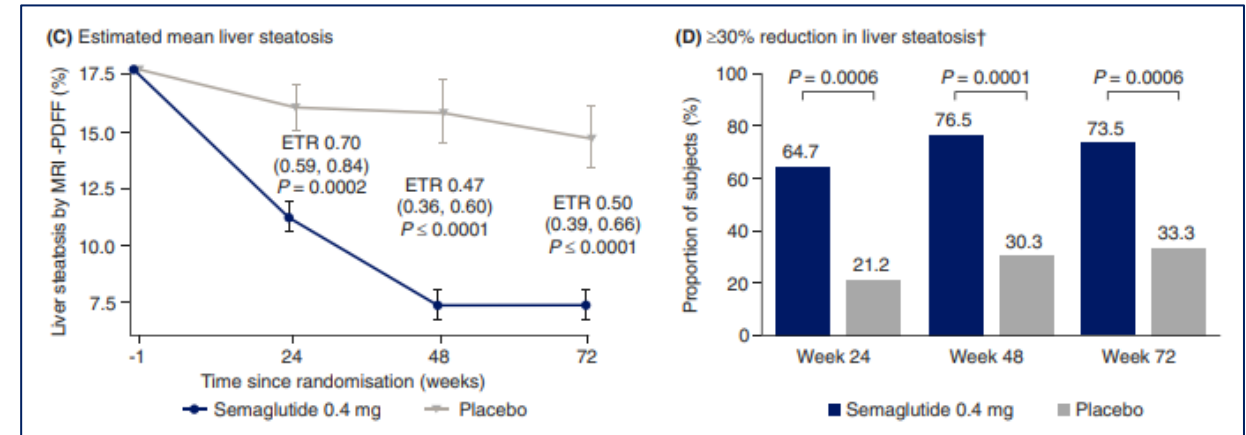 (C) Estimated mean liver steatosis
Liver steatosis by MRI -PDFF (%)
17.5
15.0
12.5
10.0
7.5
ETR 0.70
(0.59, 0.84)
P = 0.0002
ETR 0.47
(0.36, 0.60)
P ≤ 0.0001
ETR 0.50
(0.39, 0.66)
P ≤ 0.0001
-1
24
48
72
Time since randomisation (weeks)
Semaglutide 0.4 mg
Placebo
(D) ≥30% reduction in liver steatosis†
Proportion of subjects (%)
100
80
60
40
20
0
P = 0.0006
P = 0.0001
P = 0.0006
64.7
21.2
76.5
30.3
73.5
33.3
Week 24
Week 48
Week 72
Semaglutide 0.4 mg
Placebo